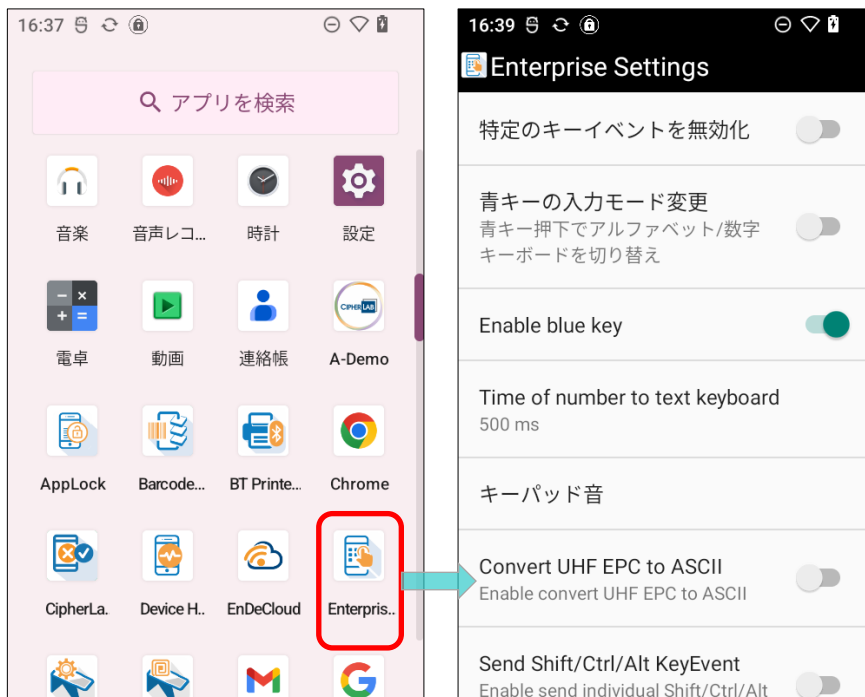 16:37
アプリを検索
音楽
音声レコ...
時計
設定
電卓
動画
連絡帳
CIPHERLAB
A-Demo
AppLock
Barcode...
BT Printe...
Chrome
CipherLa.
Device H..
EnDeCloud
Enterpris..
16:39
Enterprise Settings
特定のキーイベントを無効化
青キーの入力モード変更
青キー押下でアルファベット/数字
キーボードを切り替え
Enable blue key
Time of number to text keyboard
500 ms
キーパッド音
Convert UHF EPC to ASCII
Enable convert UHF EPC to ASCII
Send Shift/Ctrl/Alt KeyEvent
Enable send individual Shift/Ctrl/Alt